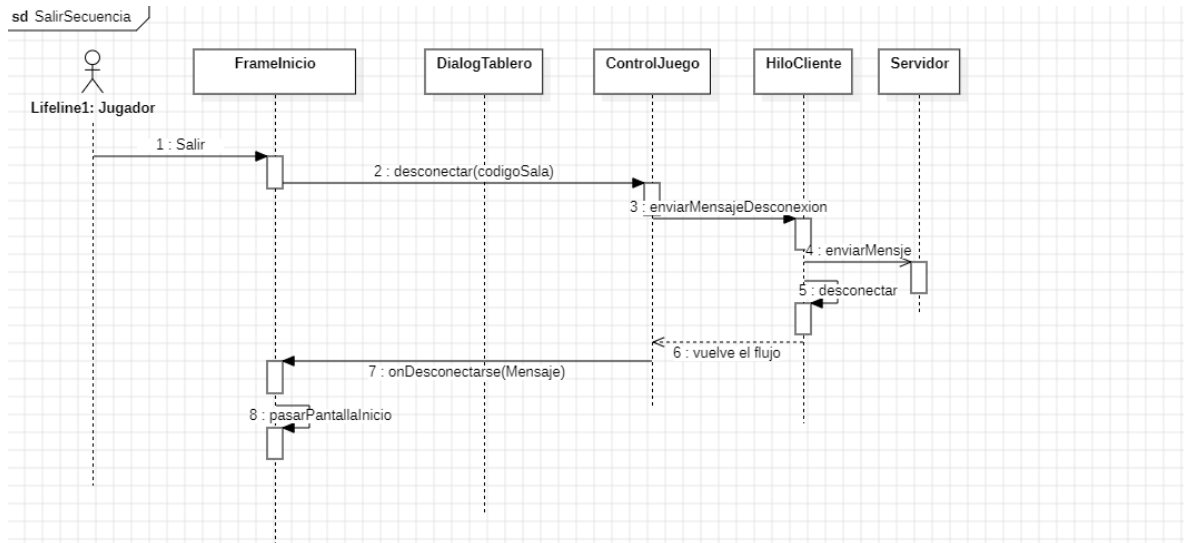 sd SalirSecuencia
FrameInicio
DialogTablero
ControlJuego
HiloCliente
Servidor
Lifeline1: Jugador
1 : Salir
2 : desconectar(codigoSala)
3 : enviarMensajeDesconexion
4 : enviarMensje
5 : desconectar
6 : vuelve el flujo
7 : onDesconectarse(Mensaje)
8 : pasarPantallaInicio